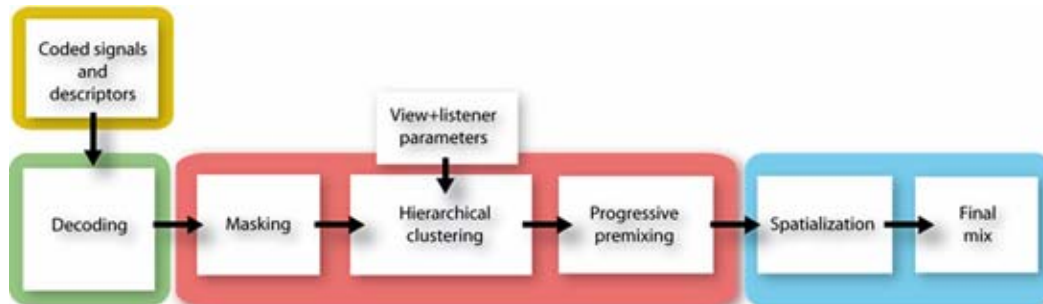 Coded signals
and
descriptors
View+listener
parameters
Decoding
Masking
Hierarchical
clustering
Progressive
premixing
Spatialization
Final
mix